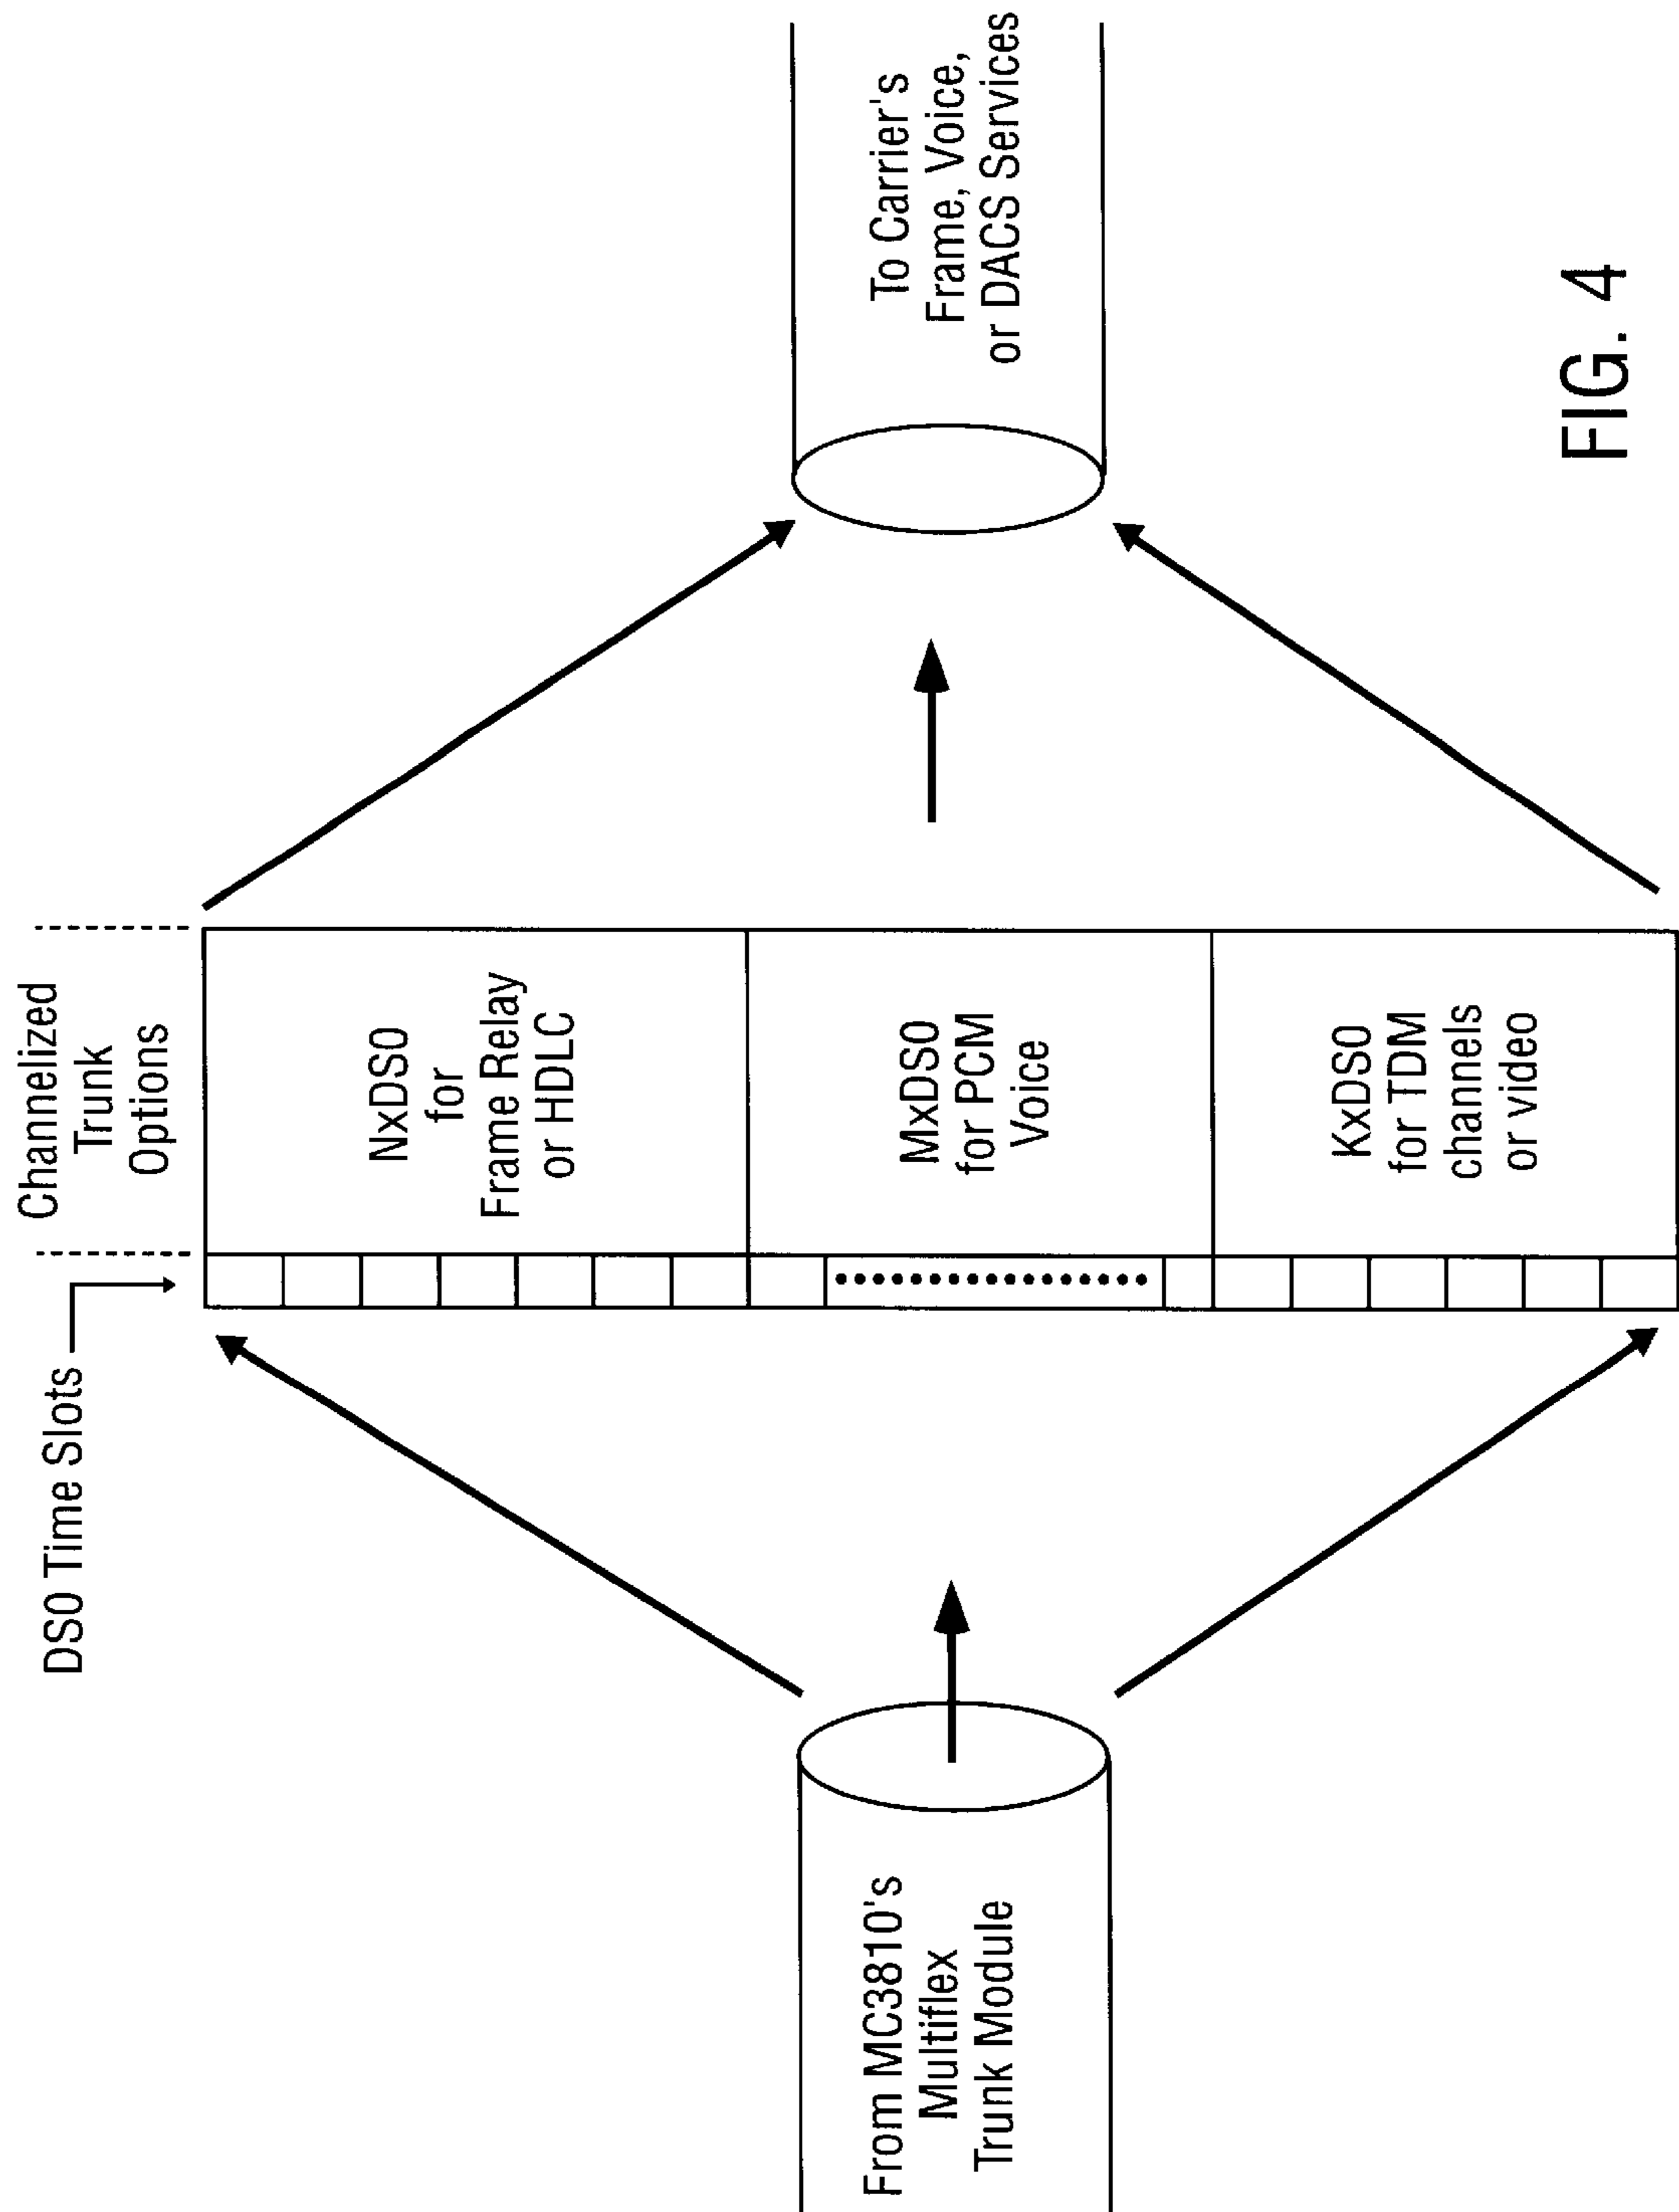 DS0 Time Slots
Channelized
Trunk
Options
From MC3810's
Multiflex
Trunk Module
NxDS0
for
Frame Relay
or HDLC
MxDS0
for PCM
Voice
KxDS0
for TDM
channels
or video
To Carrier's
Frame, Voice,
or DACS Services
FIG. 4